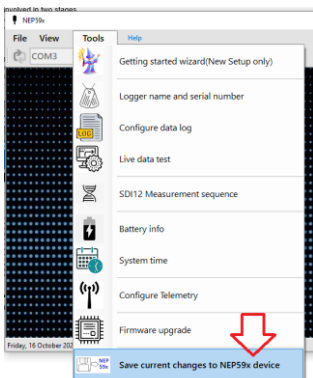 involved in two stages
NEP59x
File View Tools Help
COM3
Getting started wizard(New Setup only)
Logger name and serial number
LOG
Configure data log
Live data test
SDI12 Measurement sequence
Battery info
System time
Configure Telemetry
Firmware upgrade
NEP
59x
Save current changes to NEP59x device
Friday, 16 October 202